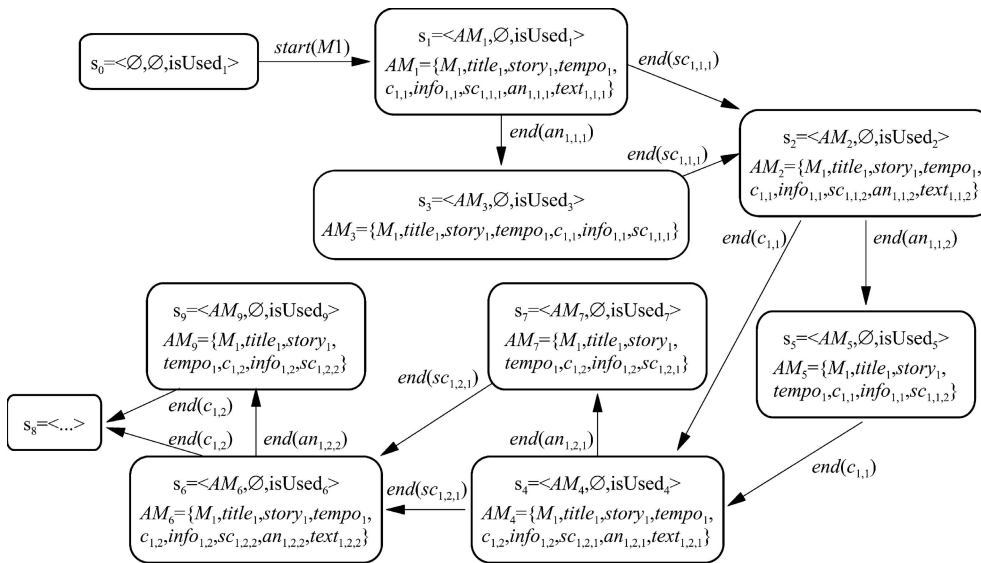 s₀=<∅,∅,isUsed₁>
start(M1)
s₁=<AM₁,∅,isUsed₁>
AM₁={M₁,title₁,story₁,tempo₁,
c₁,₁,info₁,₁,sc₁,₁,₁,an₁,₁,₁,text₁,₁,₁}
end(sc₁,₁,₁)
end(an₁,₁,₁)
end(sc₁,₁,₁)
s₂=<AM₂,∅,isUsed₂>
AM₂={M₁,title₁,story₁,tempo₁,
c₁,₁,info₁,₁,sc₁,₁,₂,an₁,₁,₂,text₁,₁,₂}
s₃=<AM₃,∅,isUsed₃>
AM₃={M₁,title₁,story₁,tempo₁,c₁,₁,info₁,₁,sc₁,₁,₁}
end(c₁,₁)
end(an₁,₁,₂)
s₉=<AM₉,∅,isUsed₉>
AM₉={M₁,title₁,story₁,
tempo₁,c₁,₂,info₁,₂,sc₁,₂,₂}
s₇=<AM₇,∅,isUsed₇>
AM₇={M₁,title₁,story₁,
tempo₁,c₁,₂,info₁,₂,sc₁,₂,₁}
s₅=<AM₅,∅,isUsed₅>
AM₅={M₁,title₁,story₁,
tempo₁,c₁,₁,info₁,₁,sc₁,₁,₂}
end(sc₁,₂,₁)
s₈=<...>
end(c₁,₂)
end(c₁,₂)
end(an₁,₂,₂)
end(an₁,₂,₁)
end(c₁,₁)
s₆=<AM₆,∅,isUsed₆>
AM₆={M₁,title₁,story₁,tempo₁,
c₁,₂,info₁,₂,sc₁,₂,₂,an₁,₂,₂,text₁,₂,₂}
end(sc₁,₂,₁)
s₄=<AM₄,∅,isUsed₄>
AM₄={M₁,title₁,story₁,tempo₁,
c₁,₂,info₁,₂,sc₁,₂,₁,an₁,₂,₁,text₁,₂,₁}